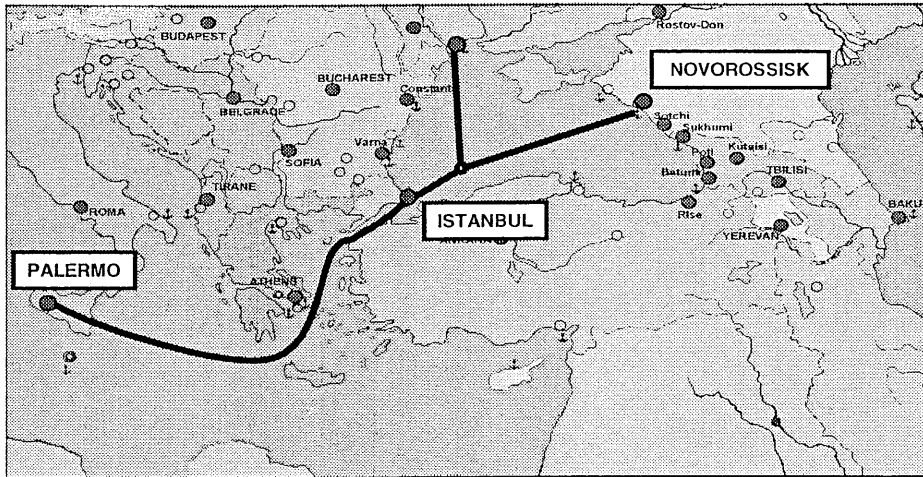 Rostov-Don
BUDAPEST
NOVOROSSISK
BUCHAREST
Constant
BELGRADE
Sotchi
Sukhumi
Varna
SOFIA
Poti
Kutaisi
Batumi
TBILISI
TIRANE
Rise
ROMA
ISTANBUL
BAKU
YEREVAN
PALERMO
ATHENS